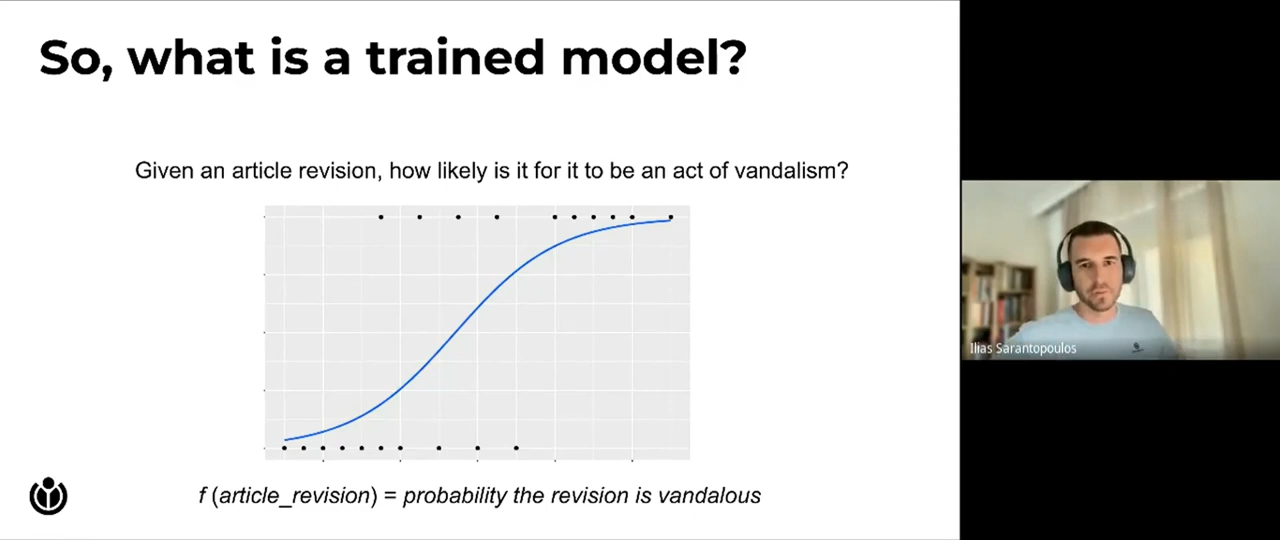 So, what is a trained model?
Given an article revision, how likely is it for it to be an act of vandalism?
f (article_revision) = probability the revision is vandalous
Ilias Sarantopoulos